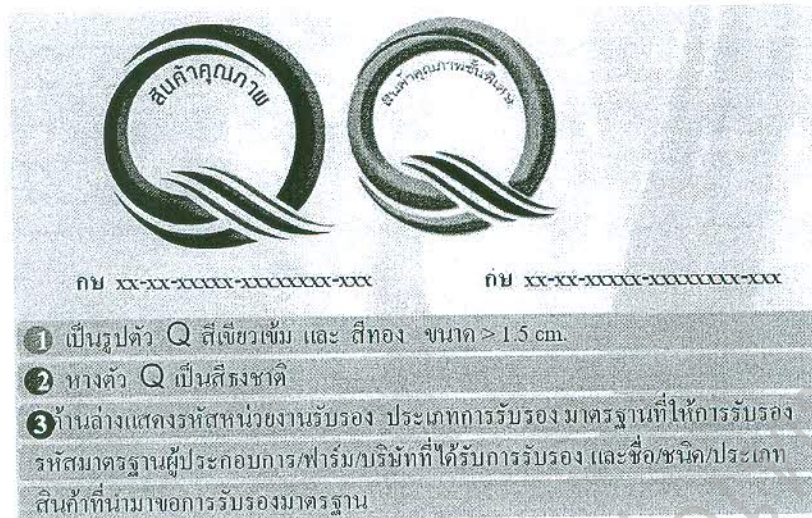 สินค้าคุณภาพ
สินค้าคุณภาพชั้นพิเศษ
กษ xx-xx-xxxxx-xxxxxxxx-xxx
กษ xx-xx-xxxxx-xxxxxxxx-xxx
1 เป็นรูปตัว Q สีเขียวเข้ม และ สีทอง ขนาด > 1.5 cm.
2 หางตัว Q เป็นสีธงชาติ
3 ด้านล่างแสดงรหัสหน่วยงานรับรอง ประเภทการรับรอง มาตรฐานที่ให้การรับรอง
รหัสมาตรฐานผู้ประกอบการ/ฟาร์ม/บริษัทที่ได้รับการรับรอง และชื่อ/ชนิด/ประเภท
สินค้าที่นำมาขอการรับรองมาตรฐาน